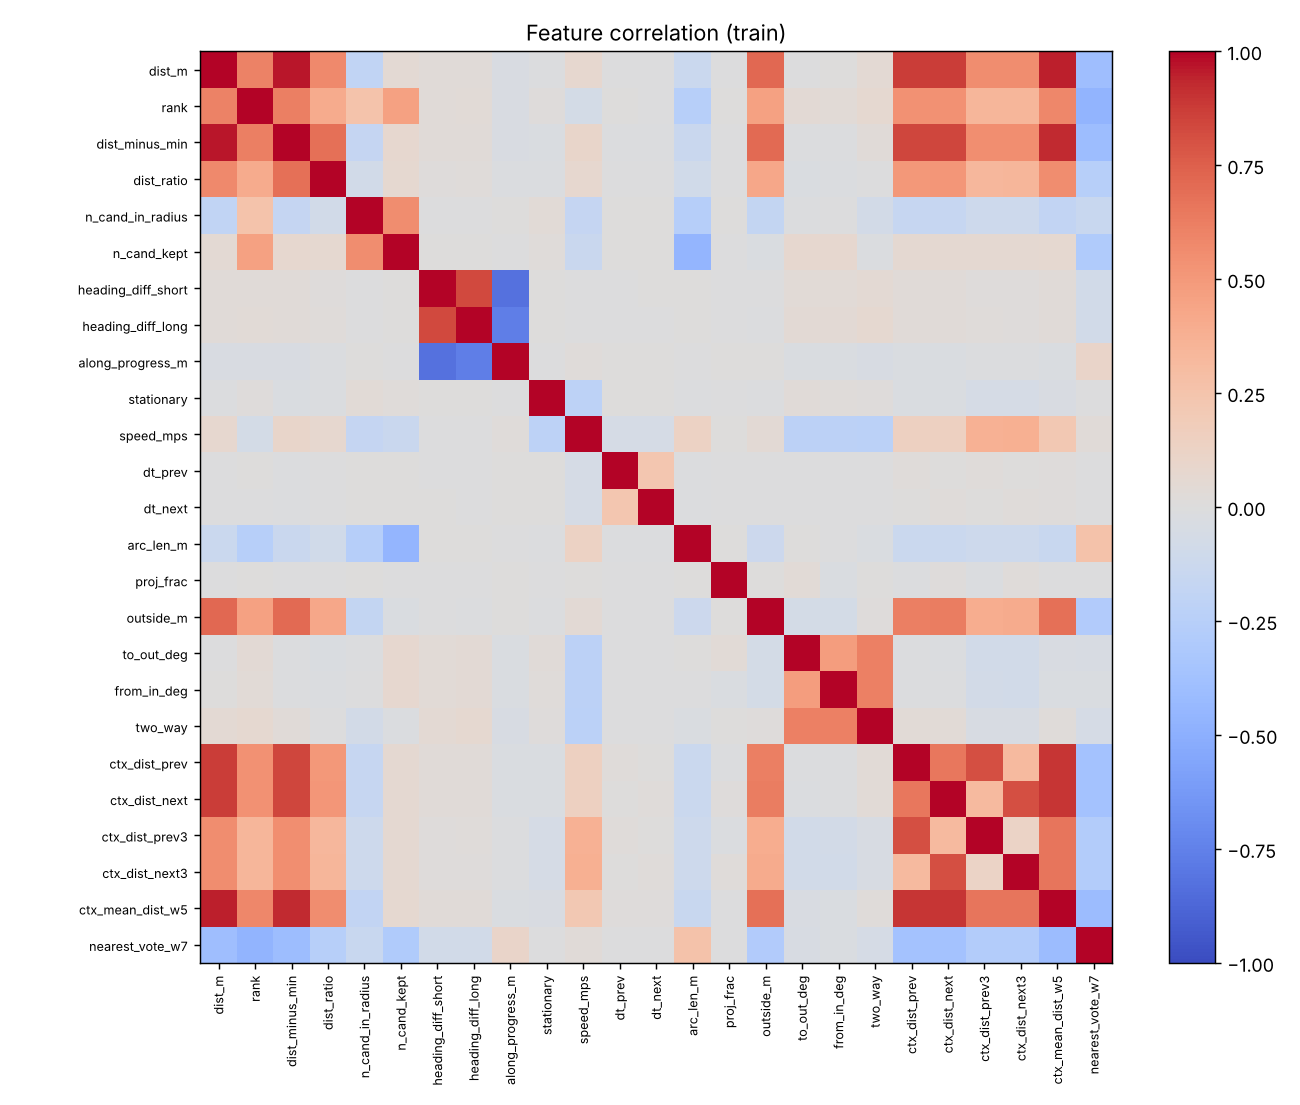 Feature correlation (train)
dist_m
rank
dist_minus_min
dist_ratio
n_cand_in_radius
n_cand_kept
heading_diff_short
heading_diff_long
along_progress_m
stationary
speed_mps
dt_prev
dt_next
arc_len_m
proj_frac
outside_m
to_out_deg
from_in_deg
two_way
ctx_dist_prev
ctx_dist_next
ctx_dist_prev3
ctx_dist_next3
ctx_mean_dist_w5
nearest_vote_w7
dist_m
rank
dist_minus_min
dist_ratio
n_cand_in_radius
n_cand_kept
heading_diff_short
heading_diff_long
along_progress_m
stationary
speed_mps
dt_prev
dt_next
arc_len_m
proj_frac
outside_m
to_out_deg
from_in_deg
two_way
ctx_dist_prev
ctx_dist_next
ctx_dist_prev3
ctx_dist_next3
ctx_mean_dist_w5
nearest_vote_w7
1.00
0.75
0.50
0.25
0.00
−0.25
−0.50
−0.75
−1.00